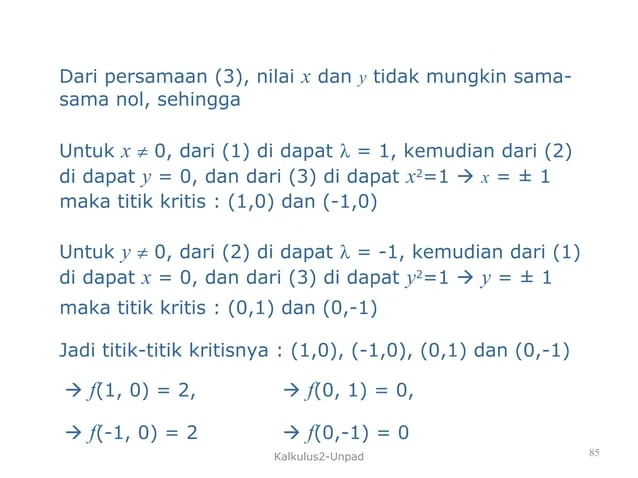 Dari persamaan (3), nilai x dan y tidak mungkin sama-
sama nol, sehingga
Untuk x ≠ 0, dari (1) di dapat λ = 1, kemudian dari (2)
di dapat y = 0, dan dari (3) di dapat x²=1 → x = ± 1
maka titik kritis : (1,0) dan (-1,0)
Untuk y ≠ 0, dari (2) di dapat λ = -1, kemudian dari (1)
di dapat x = 0, dan dari (3) di dapat y²=1 → y = ± 1
maka titik kritis : (0,1) dan (0,-1)
Jadi titik-titik kritisnya : (1,0), (-1,0), (0,1) dan (0,-1)
→ f(1, 0) = 2, → f(0, 1) = 0,
→ f(-1, 0) = 2 → f(0,-1) = 0
Kalkulus2-Unpad 85